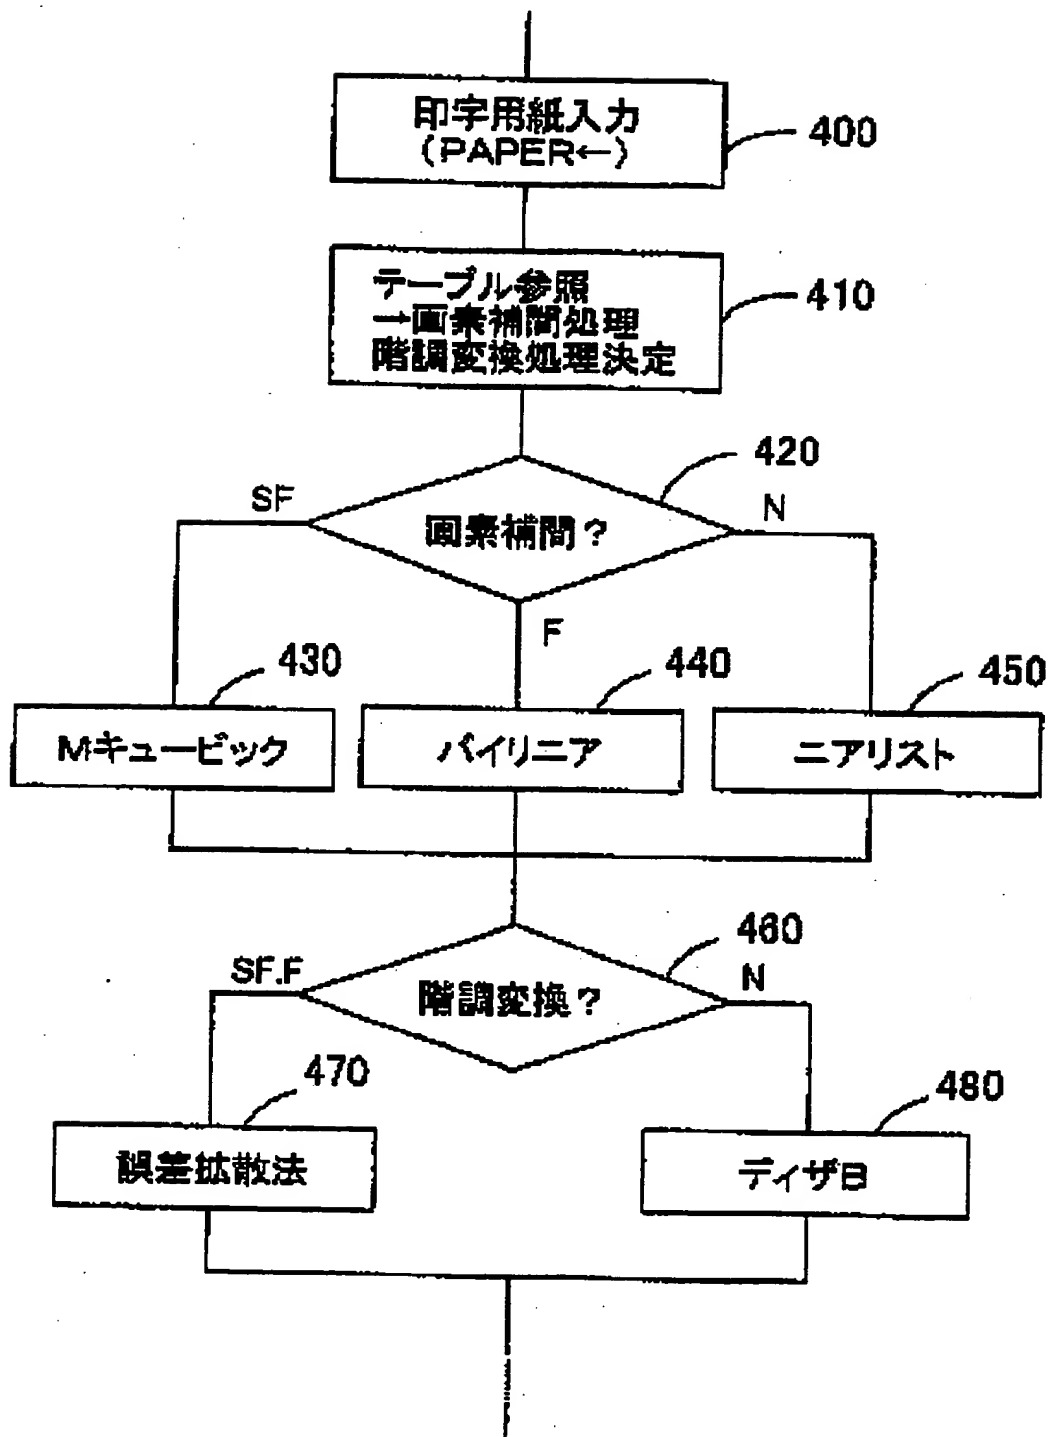 印字用紙入力
(PAPER←)
400
テーブル参照
→画素補間処理
階調変換処理決定
410
420
SF
N
画素補間?
F
430
440
450
Mキュービック
バイリニア
ニアリスト
460
SF.F
N
階調変換?
470
480
誤差拡散法
ディザB